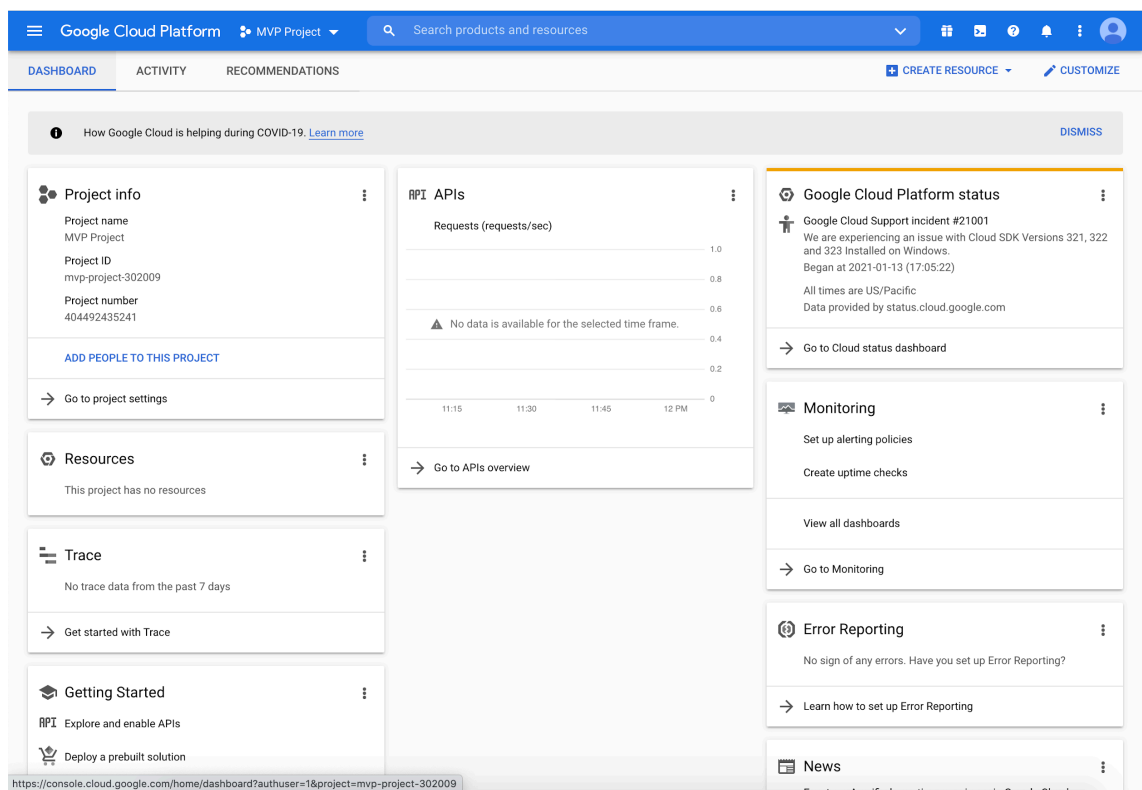 Google Cloud Platform
MVP Project
Search products and resources
DASHBOARD
ACTIVITY
RECOMMENDATIONS
CREATE RESOURCE
CUSTOMIZE
How Google Cloud is helping during COVID-19. Learn more
DISMISS
Project info
Project name
MVP Project
Project ID
mvp-project-302009
Project number
404492435241
ADD PEOPLE TO THIS PROJECT
Go to project settings
Resources
This project has no resources
Trace
No trace data from the past 7 days
Get started with Trace
Getting Started
API Explore and enable APIs
Deploy a prebuilt solution
API APIs
Requests (requests/sec)
1.0
0.8
0.6
No data is available for the selected time frame.
0.4
0.2
0
11:15
11:30
11:45
12 PM
Go to APIs overview
Google Cloud Platform status
Google Cloud Support incident #21001
We are experiencing an issue with Cloud SDK Versions 321, 322
and 323 Installed on Windows.
Began at 2021-01-13 (17:05:22)
All times are US/Pacific
Data provided by status.cloud.google.com
Go to Cloud status dashboard
Monitoring
Set up alerting policies
Create uptime checks
View all dashboards
Go to Monitoring
Error Reporting
No sign of any errors. Have you set up Error Reporting?
Learn how to set up Error Reporting
News
https://console.cloud.google.com/home/dashboard?authuser=1&project=mvp-project-302009